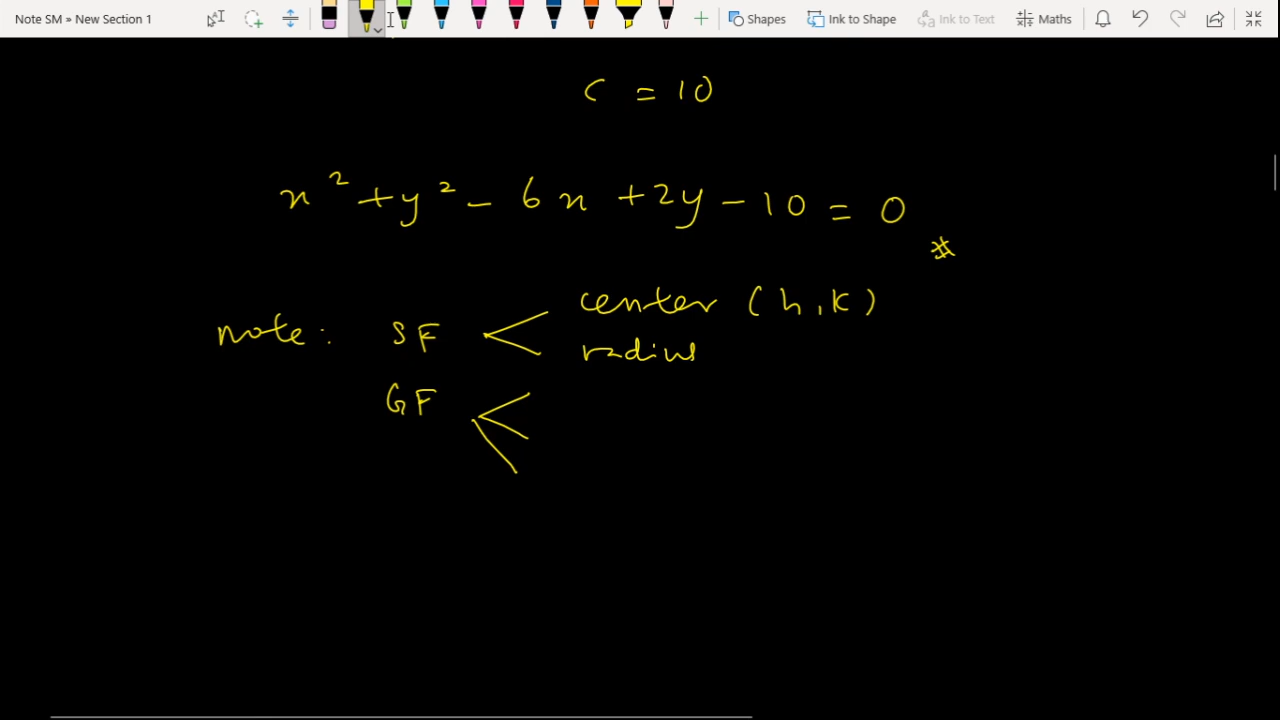 Note SM » New Section 1
Shapes
Ink to Shape
Ink to Text
Maths
c = 10
x² + y² - 6x + 2y - 10 = 0
note: SF < center (h, k)
radius
GF